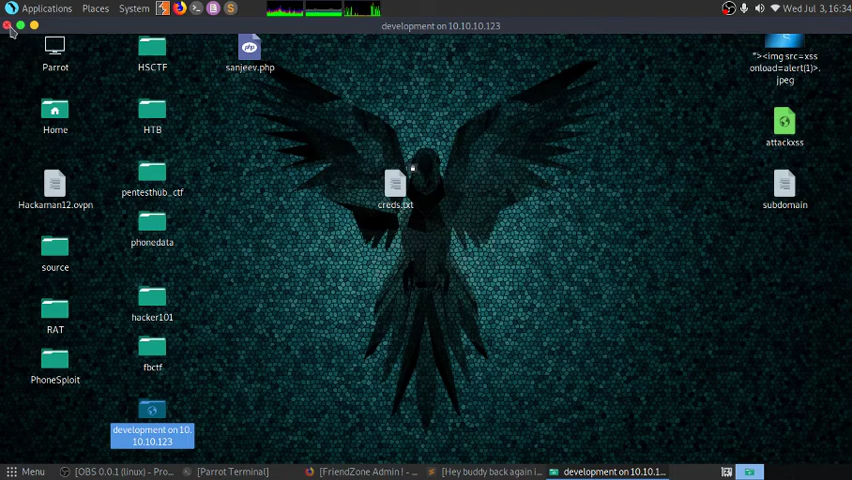 Applications Places System
Wed Jul 3, 16:34
development on 10.10.10.123
Parrot
HSCTF
php
sanjeev.php
"><img src=xss
onload=alert(1)>.
jpeg
Home
HTB
attackxss
Hackaman12.ovpn
pentesthub_ctf
creds.txt
subdomain
source
phonedata
RAT
hacker101
PhoneSploit
fbctf
development on 10.
10.10.123
Menu [OBS 0.0.1 (linux) - Pro... [Parrot Terminal] [FriendZone Admin ! - ... [Hey buddy back again i... development on 10.10.1...